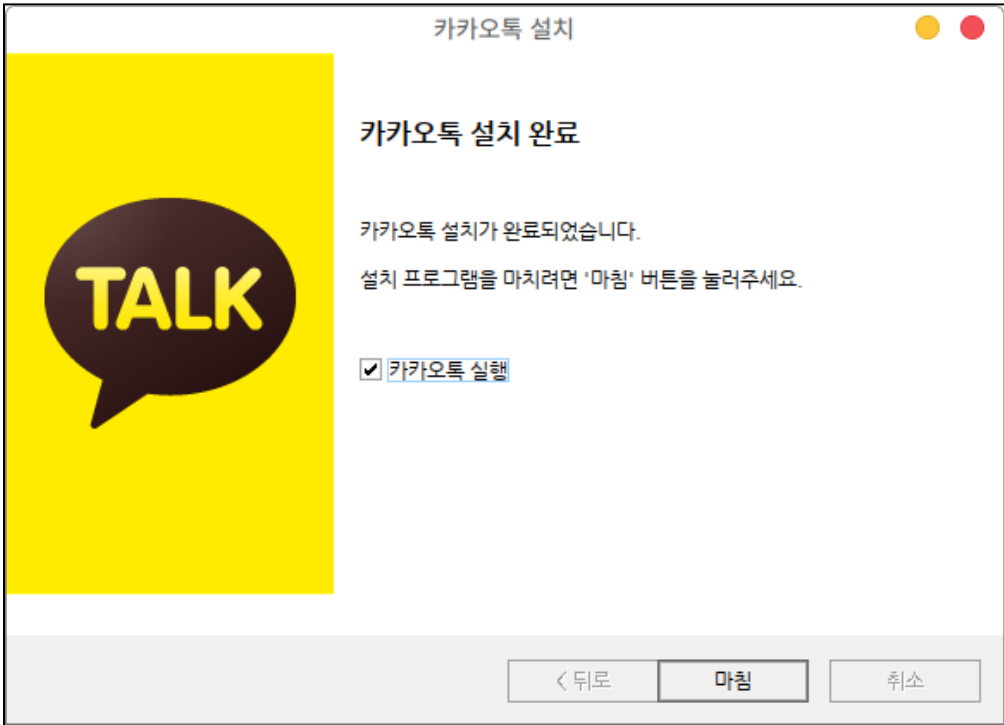 카카오톡 설치
카카오톡 설치 완료
카카오톡 설치가 완료되었습니다.
설치 프로그램을 마치려면 '마침' 버튼을 눌러주세요.
TALK
카카오톡 실행
< 뒤로
마침
취소